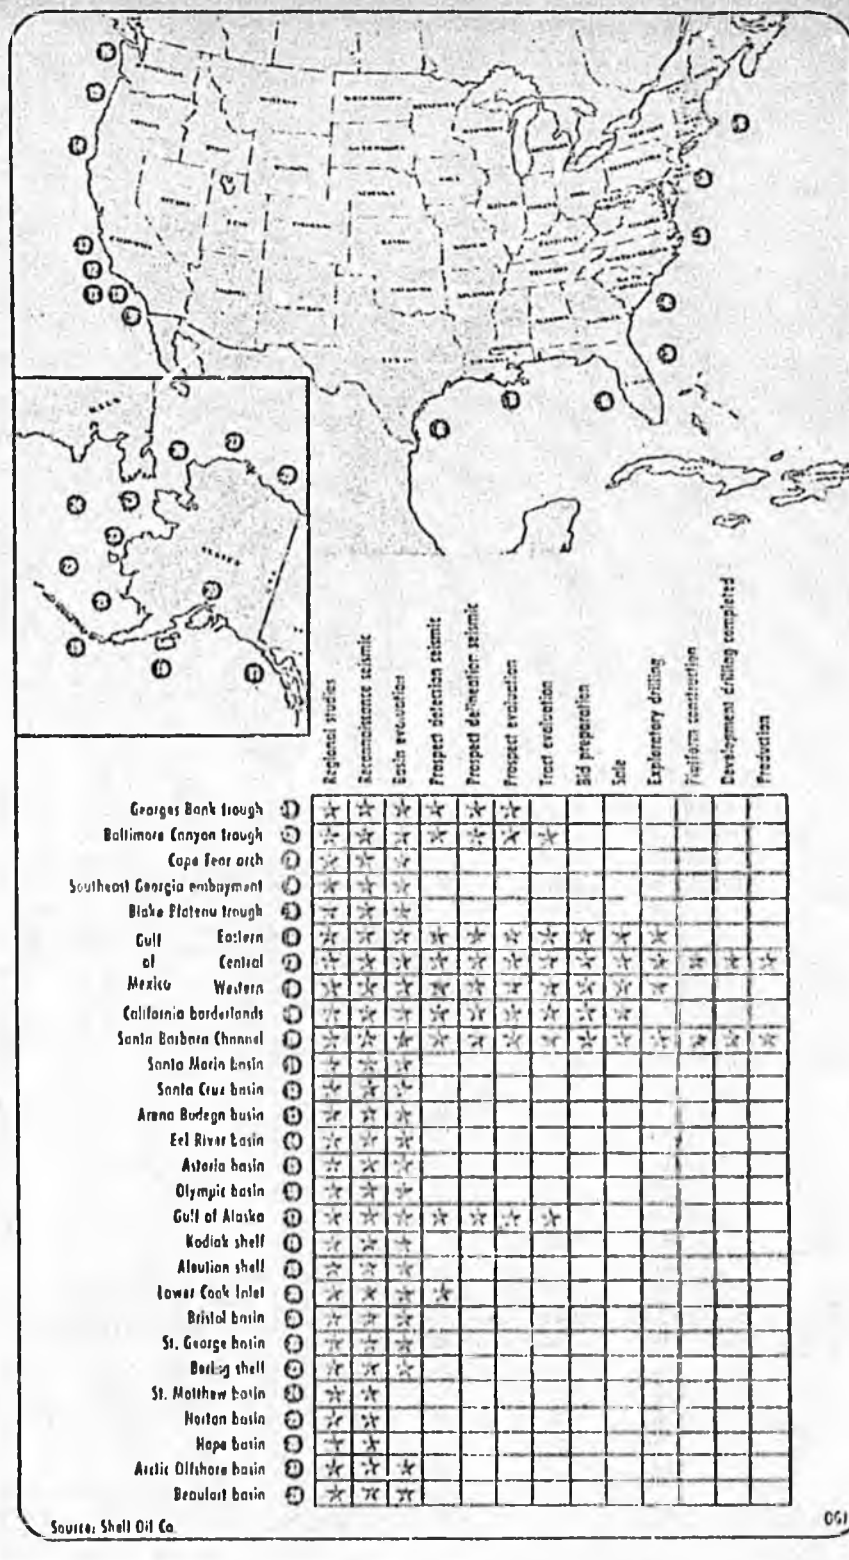 Regional studies
Reconnaissance seismic
Basin evaluation
Prospect detection seismic
Prospect delineation seismic
Prospect evaluation
Tract evaluation
Bid preparation
Sale
Exploratory drilling
Platform construction
Development drilling completed
Production
Georges Bank trough
Baltimore Canyon trough
Cape Fear arch
Southeast Georgia embayment
Blake Plateau trough
Gulf Eastern
of Central
Mexico Western
California borderlands
Santa Barbara Channel
Santa Maria basin
Santa Cruz basin
Arena Bodega basin
Eel River basin
Astoria basin
Olympic basin
Gulf of Alaska
Kodiak shelf
Aleutian shelf
Lower Cook Inlet
Bristol basin
St. George basin
Bering shelf
St. Matthew basin
Norton basin
Hope basin
Arctic Offshore basin
Beaufort basin
Source: Shell Oil Co.
OGJ